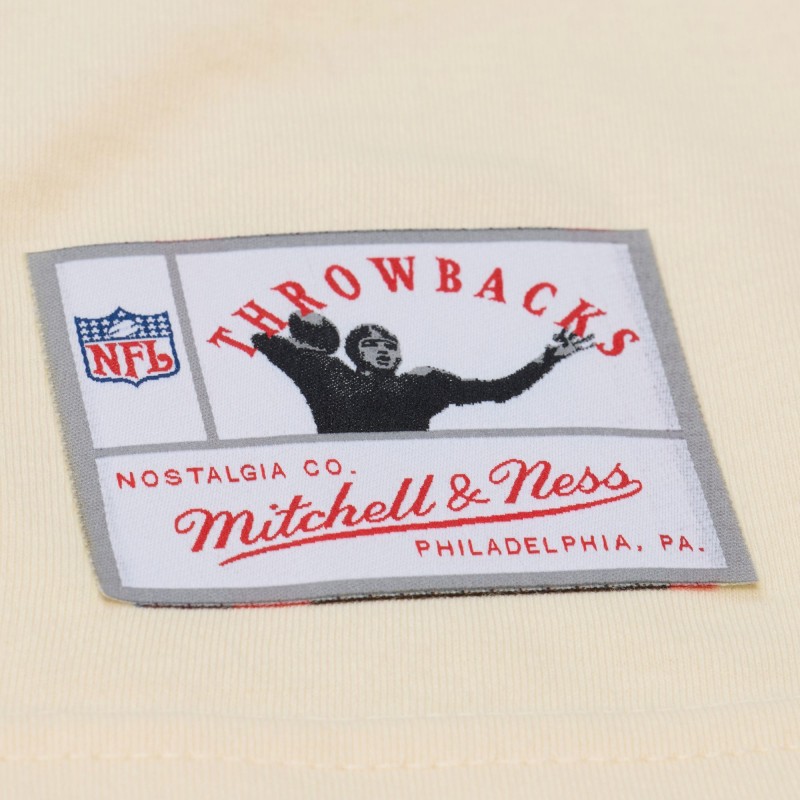 NFL
THROWBACKS
NOSTALGIA CO.
Mitchell & Ness
PHILADELPHIA, PA.